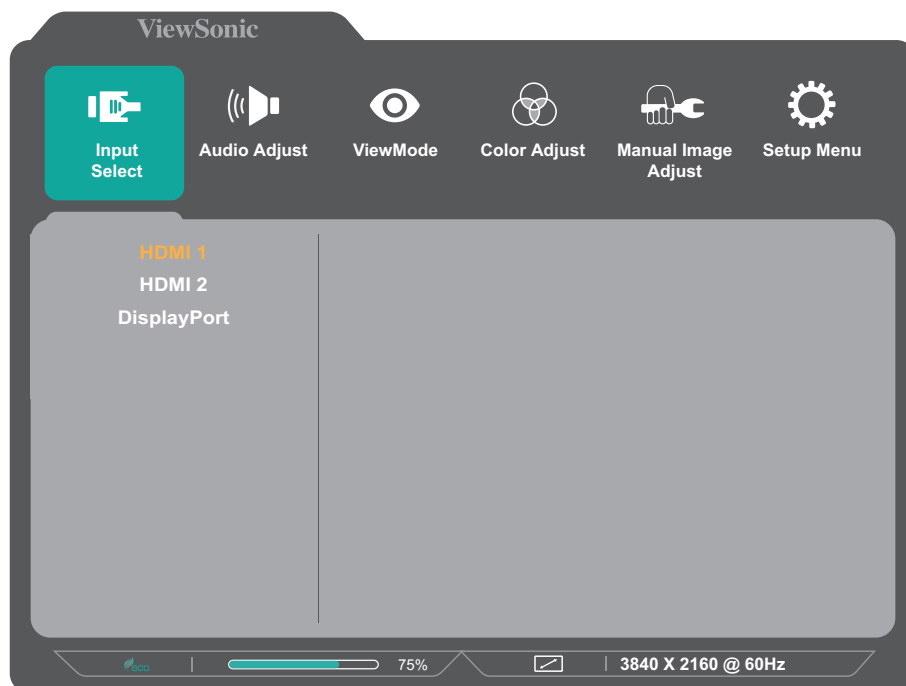 ViewSonic
Input
Select
Audio Adjust
ViewMode
Color Adjust
Manual Image
Adjust
Setup Menu
HDMI 1
HDMI 2
DisplayPort
eco
75%
3840 X 2160 @ 60Hz